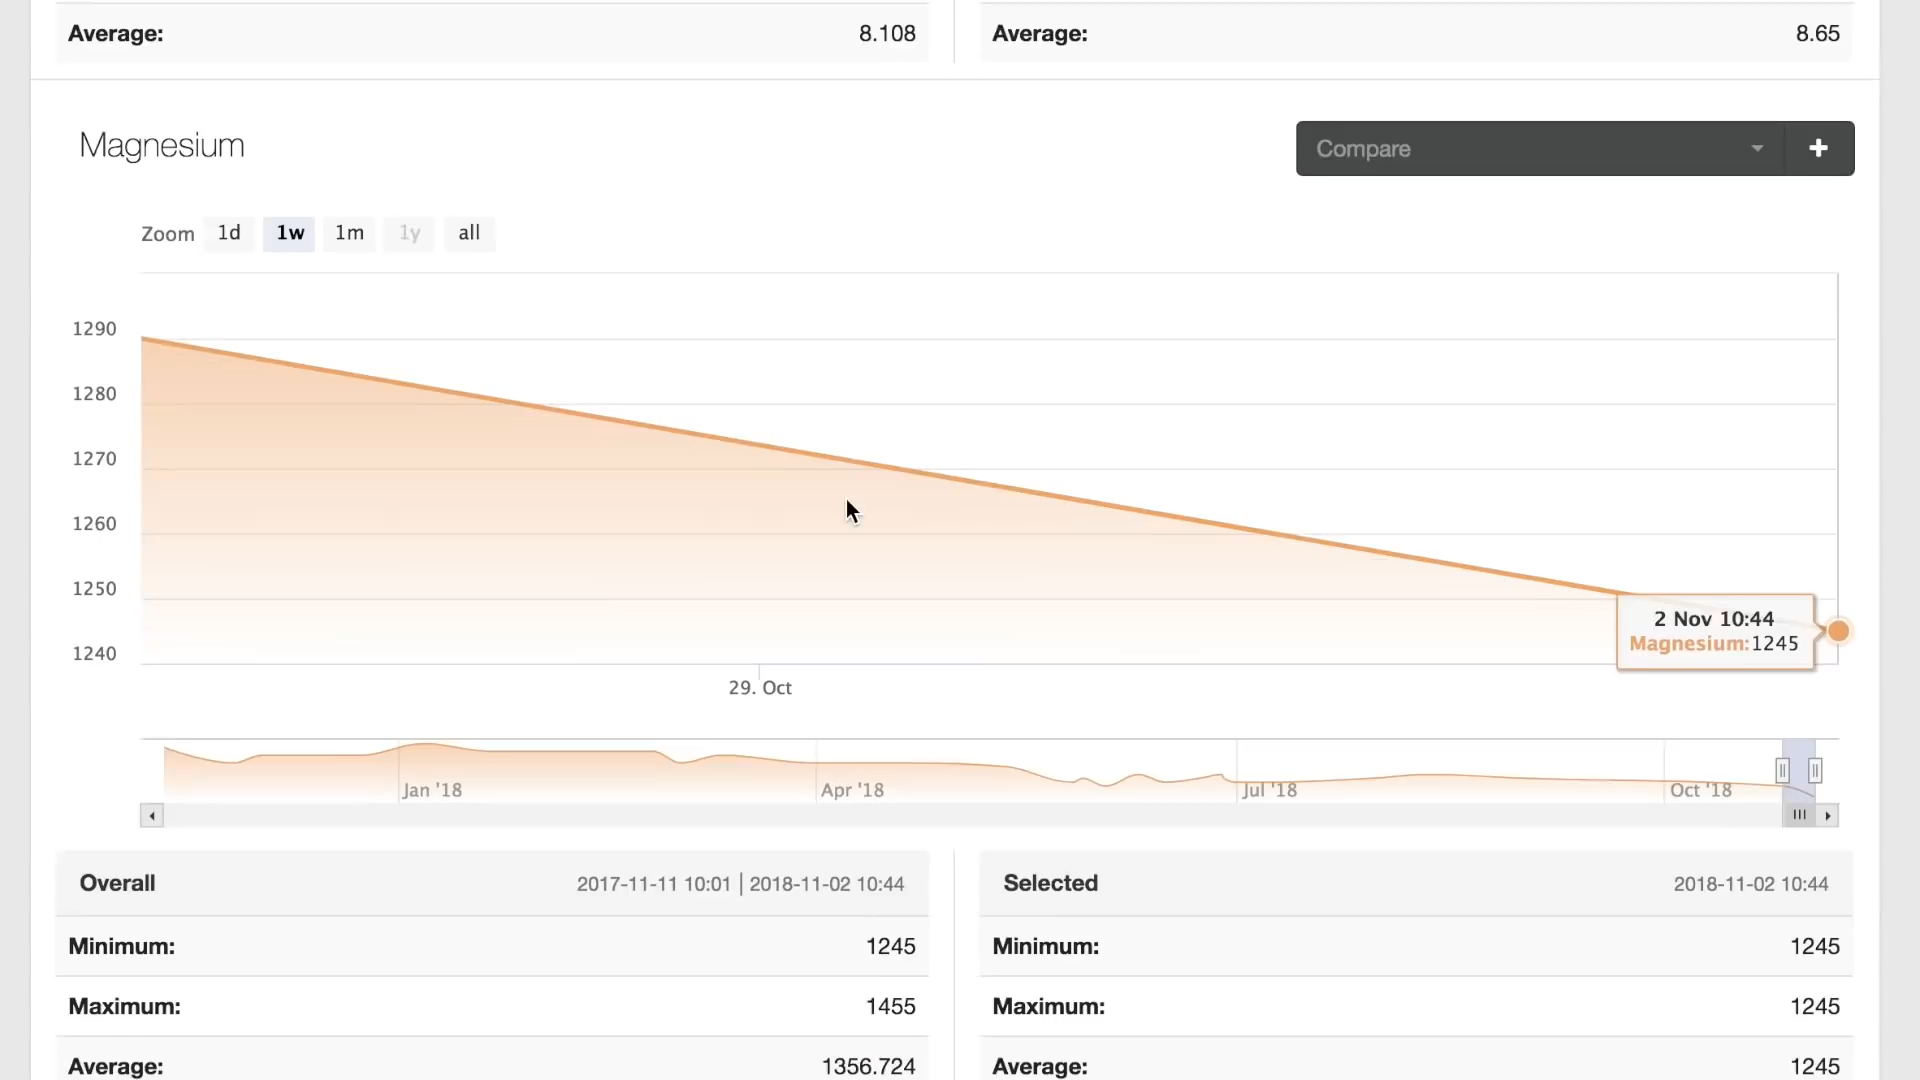 Average: 8.108 Average: 8.65
Magnesium
Compare +
Zoom 1d 1w 1m 1y all
1290
1280
1270
1260
1250
1240
2 Nov 10:44
Magnesium:1245
29. Oct
Jan '18 Apr '18 Jul '18 Oct '18
Overall 2017-11-11 10:01 | 2018-11-02 10:44
Minimum: 1245
Maximum: 1455
Average: 1356.724
Selected 2018-11-02 10:44
Minimum: 1245
Maximum: 1245
Average: 1245